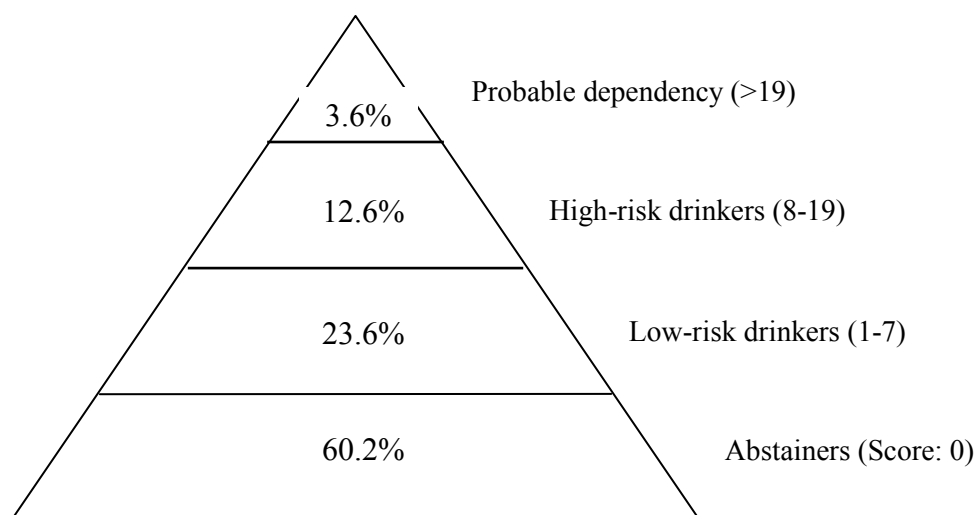 Probable dependency (>19)
3.6%
12.6%
High-risk drinkers (8-19)
23.6%
Low-risk drinkers (1-7)
60.2%
Abstainers (Score: 0)